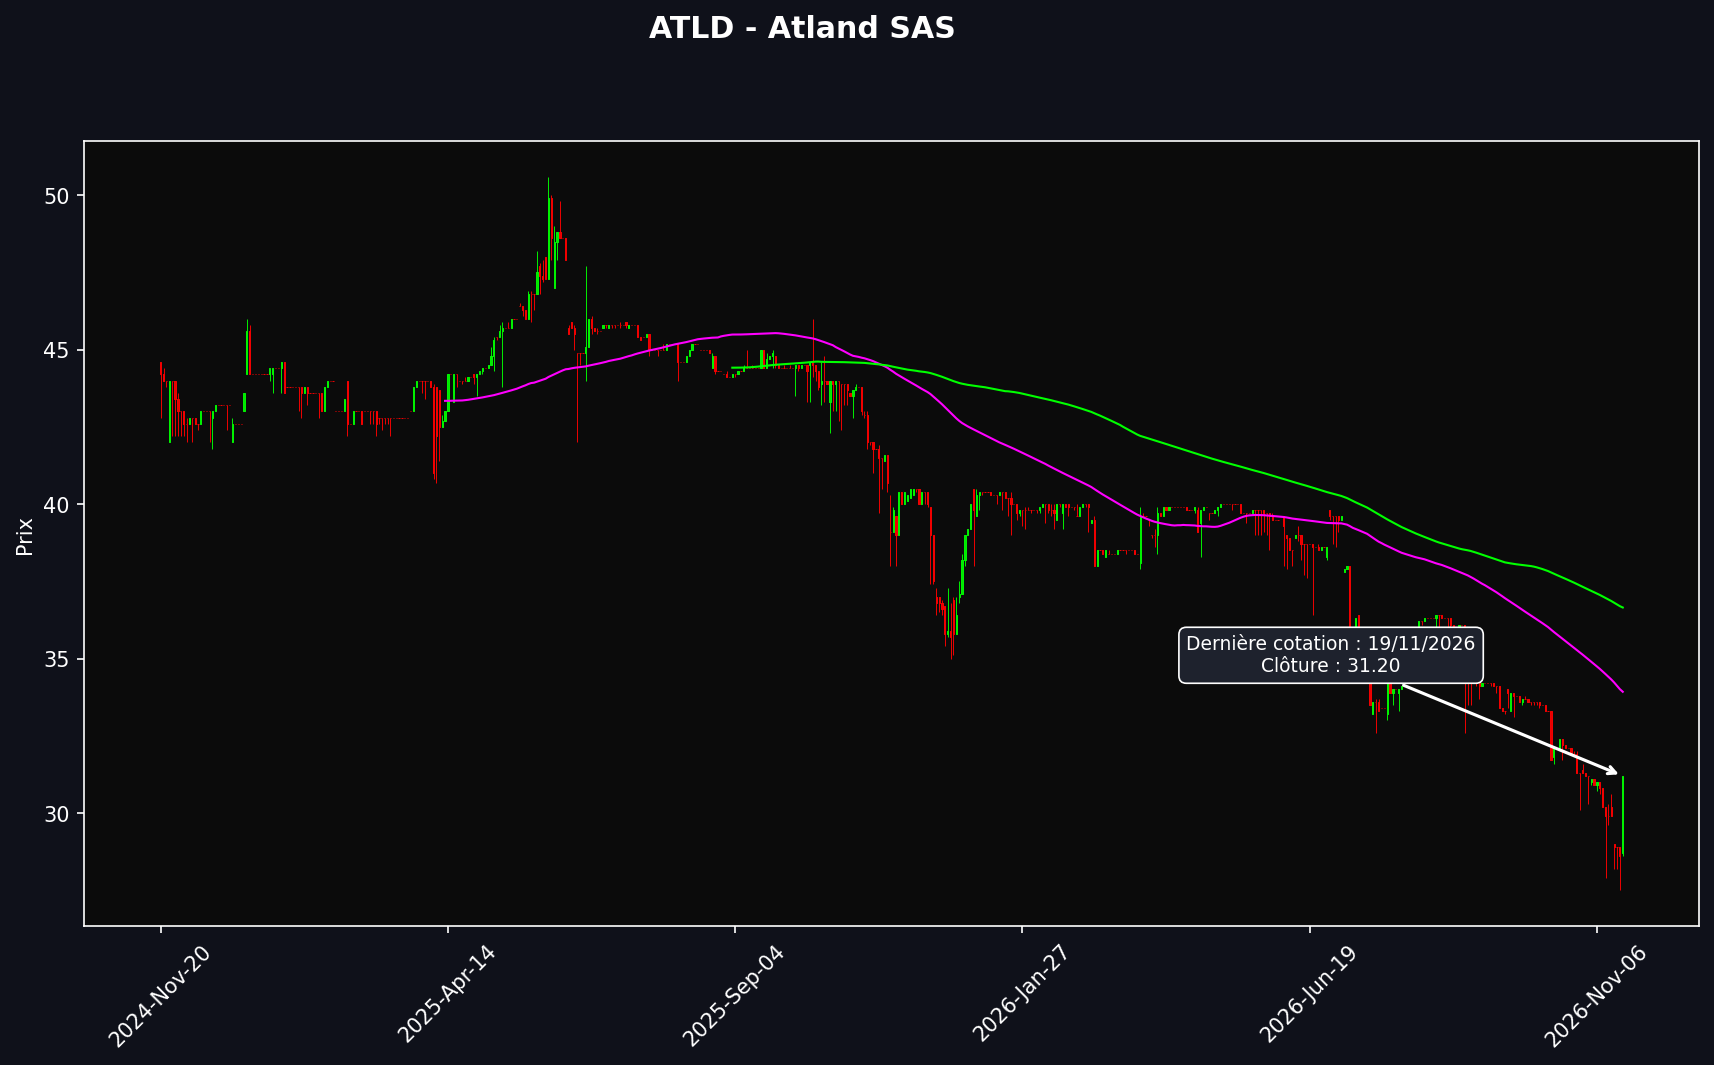 ATLD - Atland SAS
Prix
50
45
40
35
30
Dernière cotation : 19/11/2026
Clôture : 31.20
2024-Nov-20
2025-Apr-14
2025-Sep-04
2026-Jan-27
2026-Jun-19
2026-Nov-06